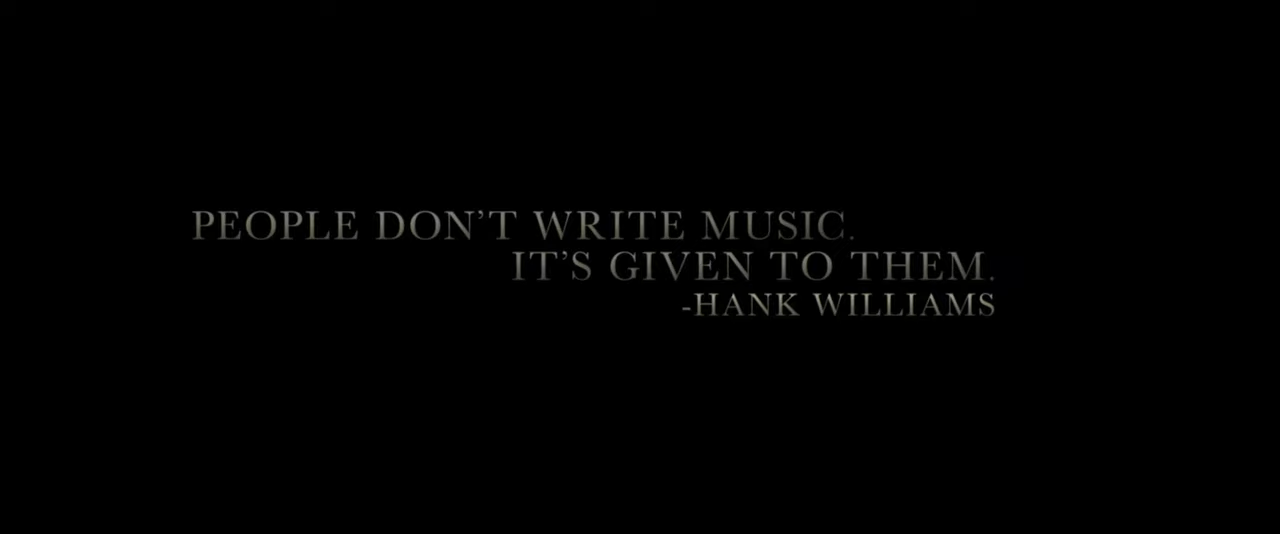 PEOPLE DON'T WRITE MUSIC.
IT'S GIVEN TO THEM.
-HANK WILLIAMS